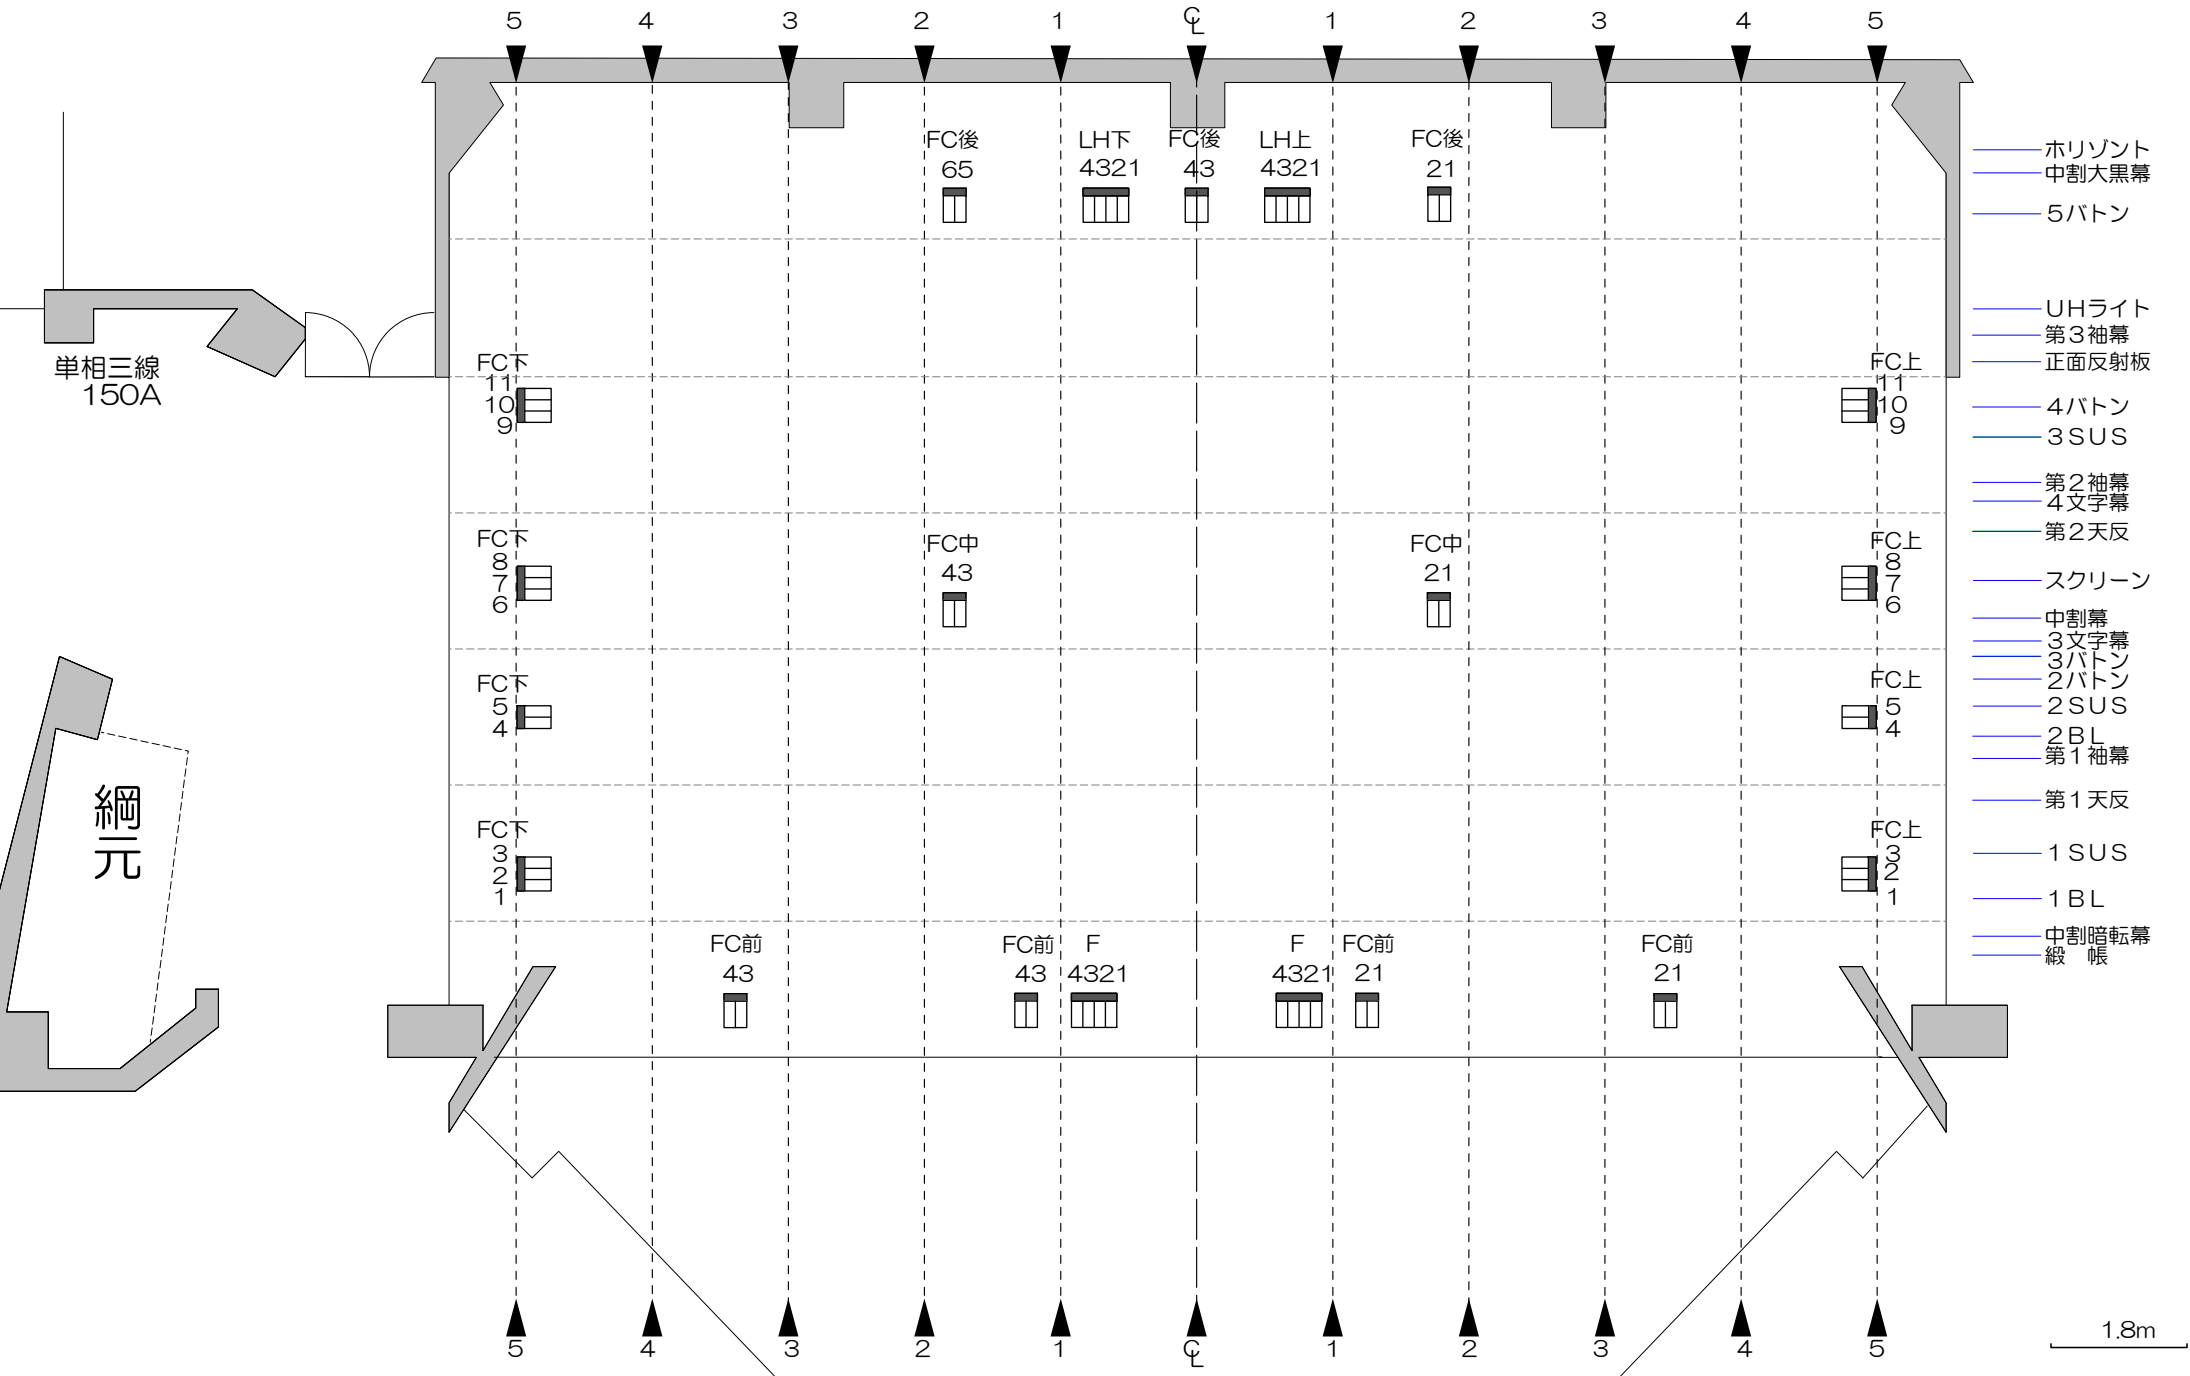 5 4 3 2 1 ℄ 1 2 3 4 5
FC後
65
LH下
4321
FC後
43
LH上
4321
FC後
21
ホリゾント
中割大黒幕
5バトン
UHライト
第3袖幕
正面反射板
4バトン
3SUS
第2袖幕
4文字幕
第2天反
スクリーン
中割幕
3文字幕
3バトン
2バトン
2SUS
2BL
第1袖幕
第1天反
1SUS
1BL
中割暗転幕
緞 帳
単相三線
150A
FC下
11
10
9
FC上
11
10
9
FC下
8
7
6
FC中
43
FC中
21
FC上
8
7
6
FC下
5
4
FC上
5
4
綱
元
FC下
3
2
1
FC上
3
2
1
FC前
43
FC前
43
F
4321
F
4321
FC前
21
FC前
21
5 4 3 2 1 ℄ 1 2 3 4 5
1.8m